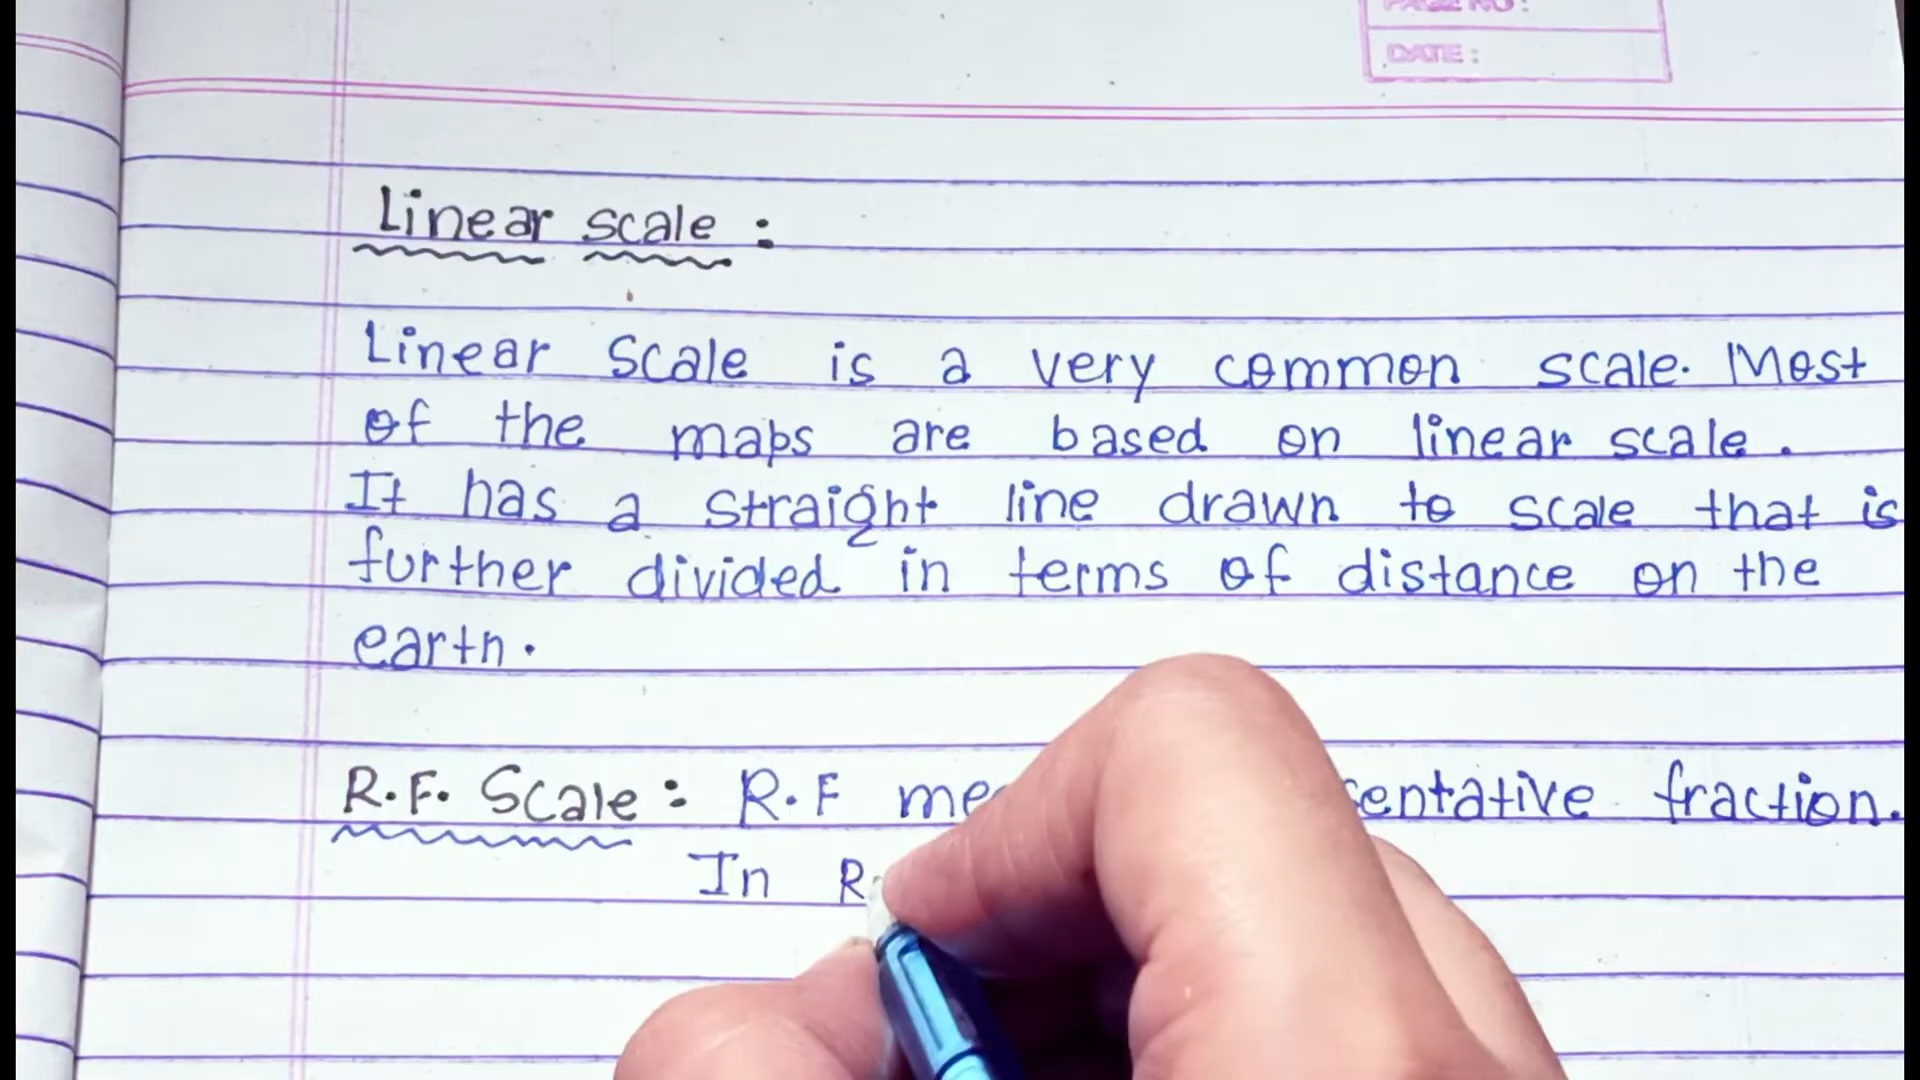 PAGE NO :
DATE :
Linear scale :
Linear Scale is a very common scale. Most
of the maps are based on linear scale.
It has a straight line drawn to scale that is
further divided in terms of distance on the
earth.
R.F. Scale : R.F fraction.
In R.